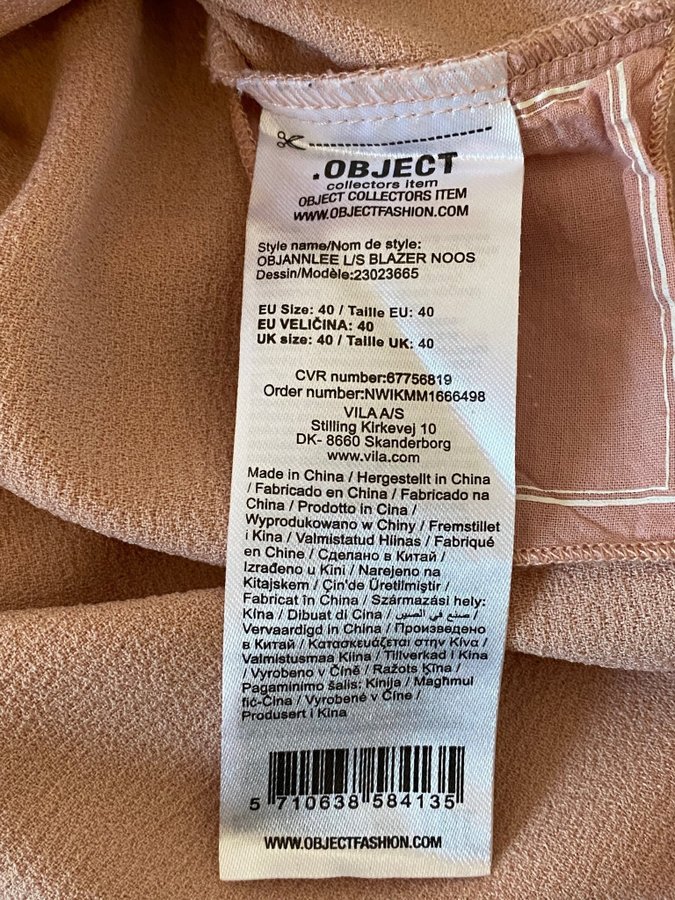 .OBJECT
collectors item
OBJECT COLLECTORS ITEM
WWW.OBJECTFASHION.COM
Style name/Nom de style:
OBJANNLEE L/S BLAZER NOOS
Dessin/Modèle:23023665
EU Size: 40 / Taille EU: 40
EU VELIČINA: 40
UK size: 40 / Taille UK: 40
CVR number:67756819
Order number:NWIKMM1666498
VILA A/S
Stilling Kirkevej 10
DK- 8660 Skanderborg
www.vila.com
Made in China / Hergestellt in China
/ Fabricado en China / Fabricado na
China / Prodotto in Cina /
Wyprodukowano w Chiny / Fremstillet
i Kina / Valmistatud Hiinas / Fabriqué
en Chine / Сделано в Китай /
Izrađeno u Kini / Narejeno na
Kitajskem / Çin'de Üretilmiştir /
Fabricat în China / Származási hely:
Kína / Dibuat di Cina / صنع في الصين /
Vervaardigd in China / Произведено
в Китай / Κατασκευάζεται στην Κίνα /
Valmistusmaa Kiina / Tillverkad i Kina
/ Vyrobeno v Číně / Ražots Ķīna /
Pagaminimo šalis: Kinija / Magħmul
fiċ-Ċina / Vyrobené v Číne /
Produsert i Kina
5 710638 584135
WWW.OBJECTFASHION.COM